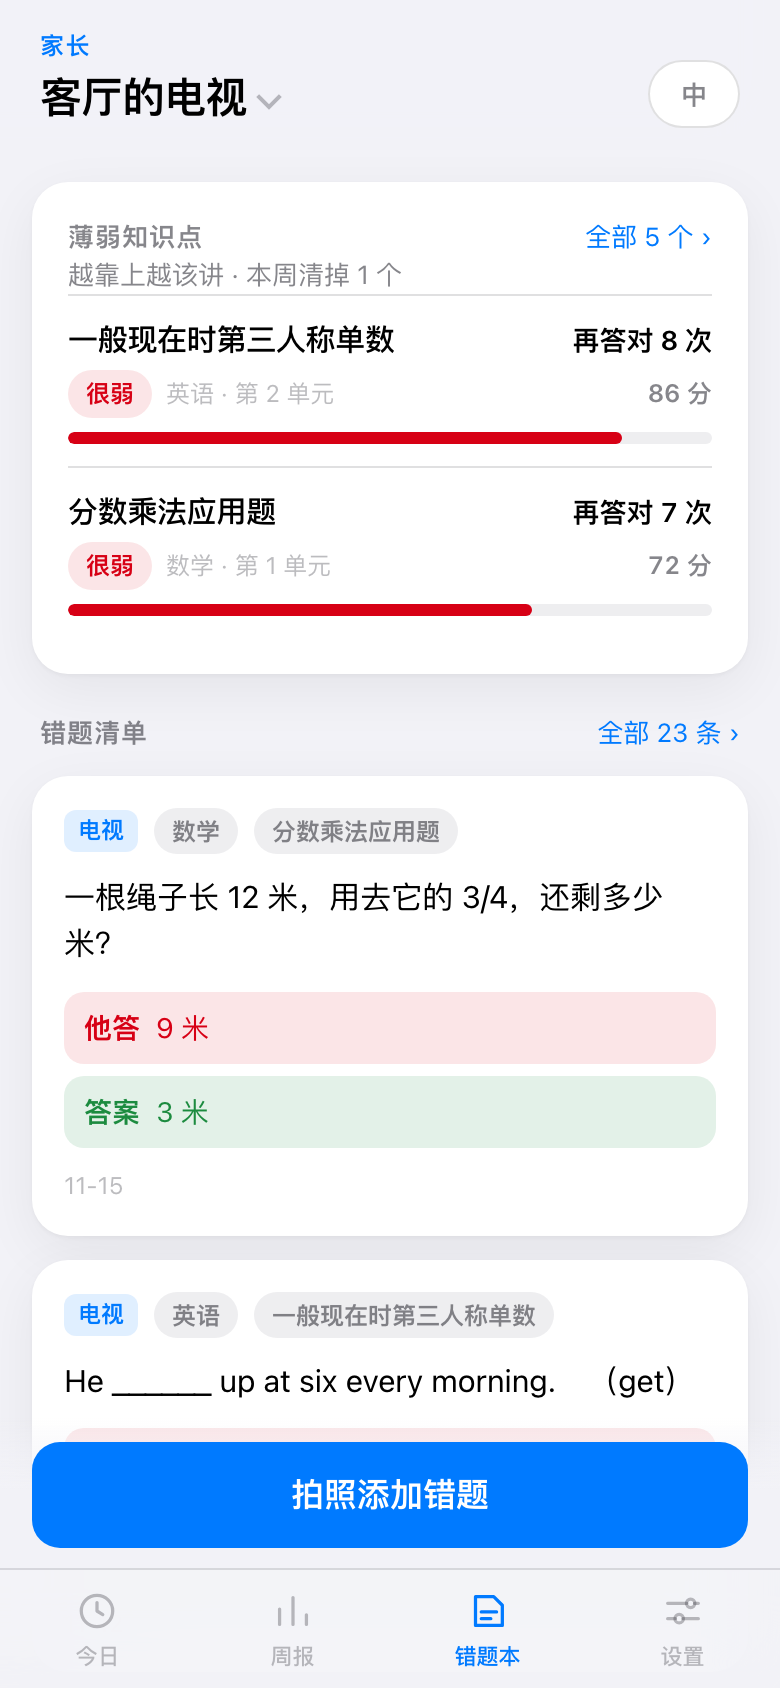 家长
客厅的电视
中
薄弱知识点
全部 5 个 ›
越靠上越该讲 · 本周清掉 1 个
一般现在时第三人称单数
再答对 8 次
很弱
英语 · 第 2 单元
86 分
分数乘法应用题
再答对 7 次
很弱
数学 · 第 1 单元
72 分
错题清单
全部 23 条 ›
电视
数学
分数乘法应用题
一根绳子长 12 米，用去它的 3/4，还剩多少
米?
他答 9 米
答案 3 米
11-15
电视
英语
一般现在时第三人称单数
He ______ up at six every morning. （get）
拍照添加错题
今日
周报
错题本
设置